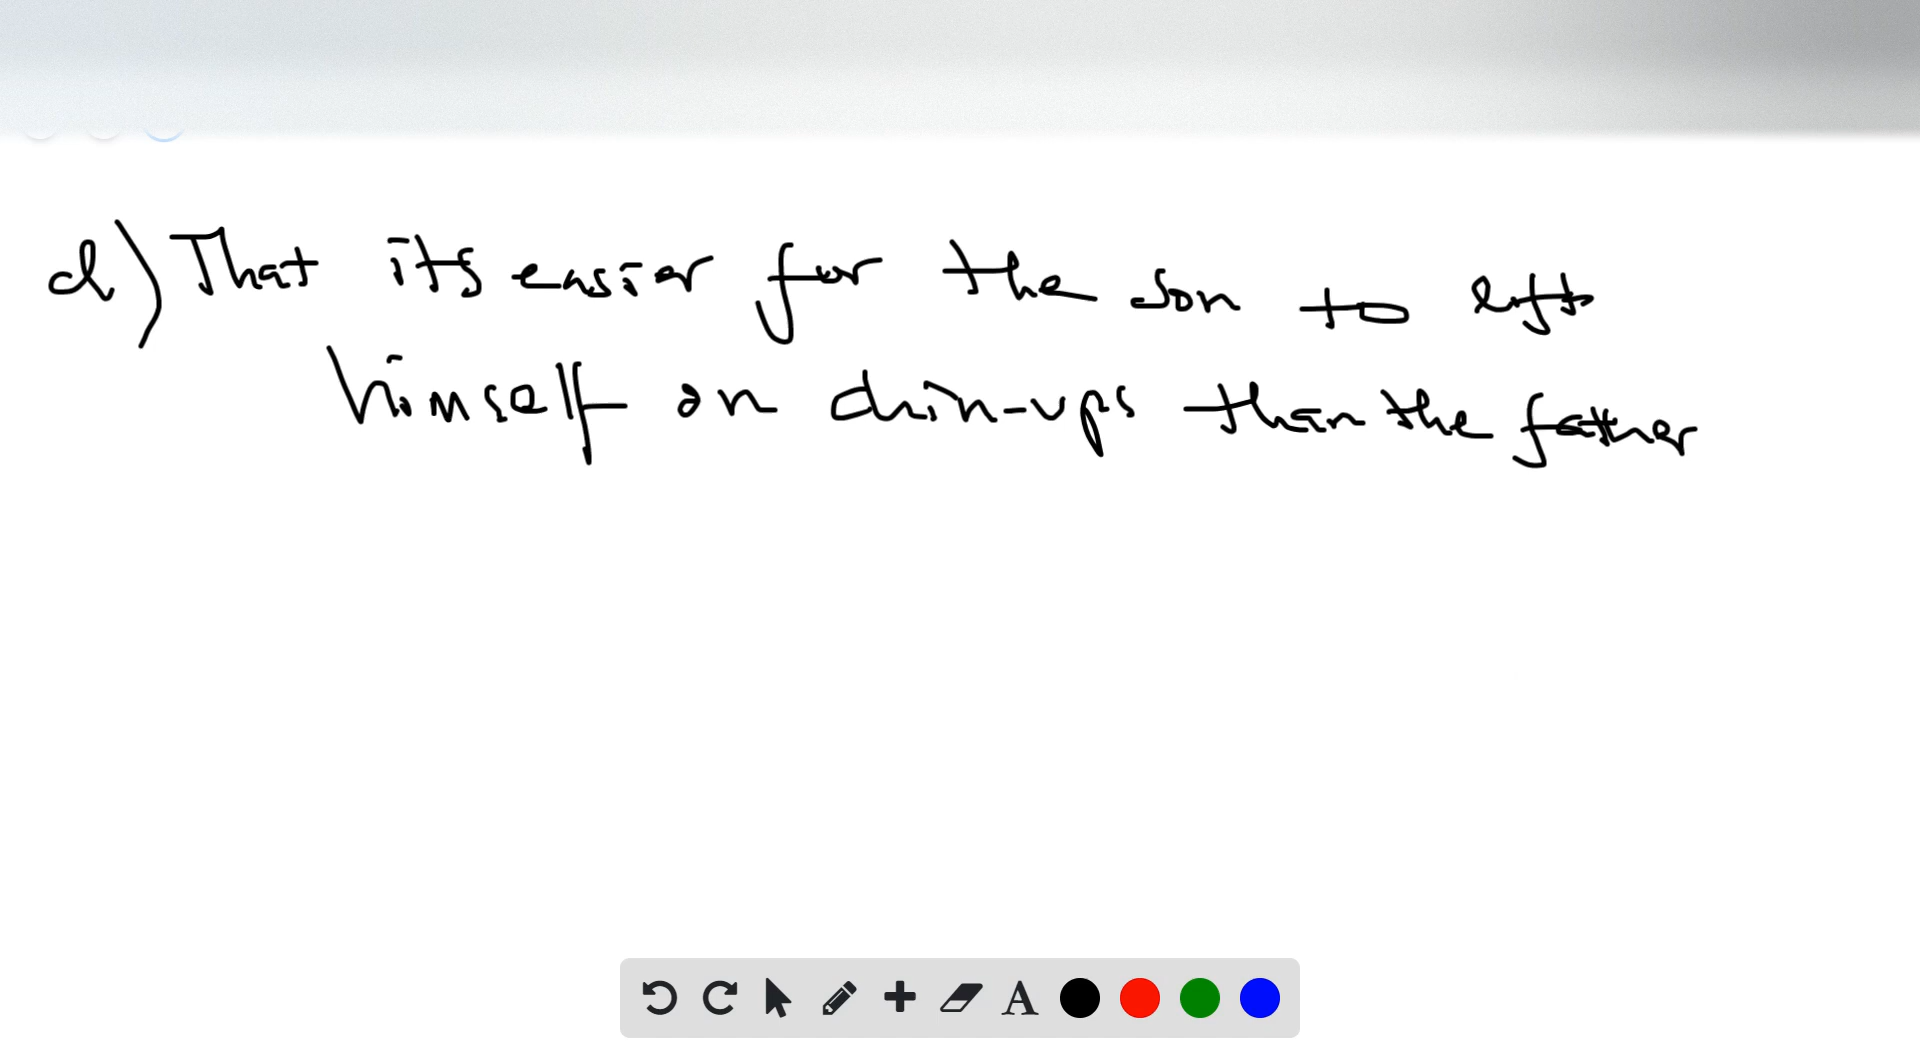 d) That its easier for the son to lift
himself on chin-ups than the father
A